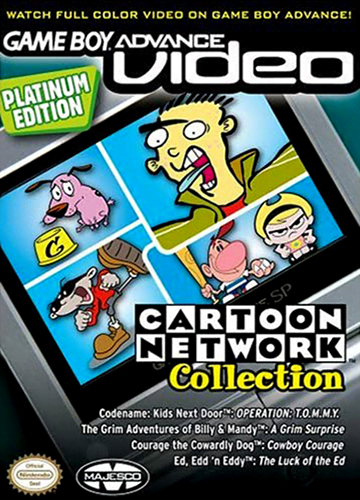 WATCH FULL COLOR VIDEO ON GAME BOY ADVANCE!
GAME BOY ADVANCE
Video
PLATINUM
EDITION
C
SP
CARTOON
NETWORK
Collection
Codename: Kids Next Door™: OPERATION: T.O.M.M.Y.
The Grim Adventures of Billy & Mandy™: A Grim Surprise
Courage the Cowardly Dog™: Cowboy Courage
Ed, Edd 'n Eddy™: The Luck of the Ed
Official
Nintendo
Seal
MAJESCO